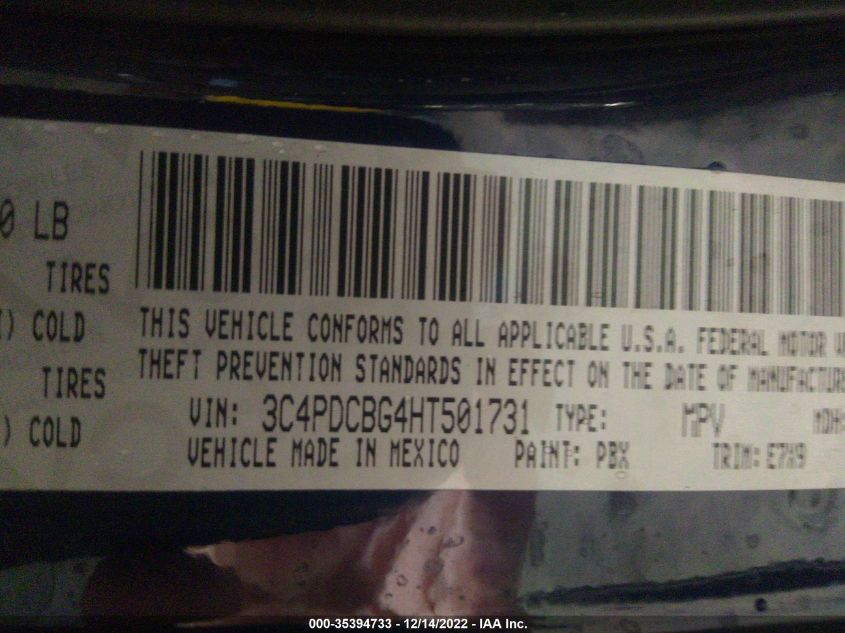 0 LB
TIRES
) COLD
TIRES
) COLD
THIS VEHICLE CONFORMS TO ALL APPLICABLE U.S.A. FEDERAL MOTOR
THEFT PREVENTION STANDARDS IN EFFECT ON THE DATE OF MANUFACTURE
VIN: 3C4PDCBG4HT501731 TYPE: MPV MDH:
VEHICLE MADE IN MEXICO PAINT: PBX TRIM: E7X9
000-35394733 - 12/14/2022 - IAA Inc.